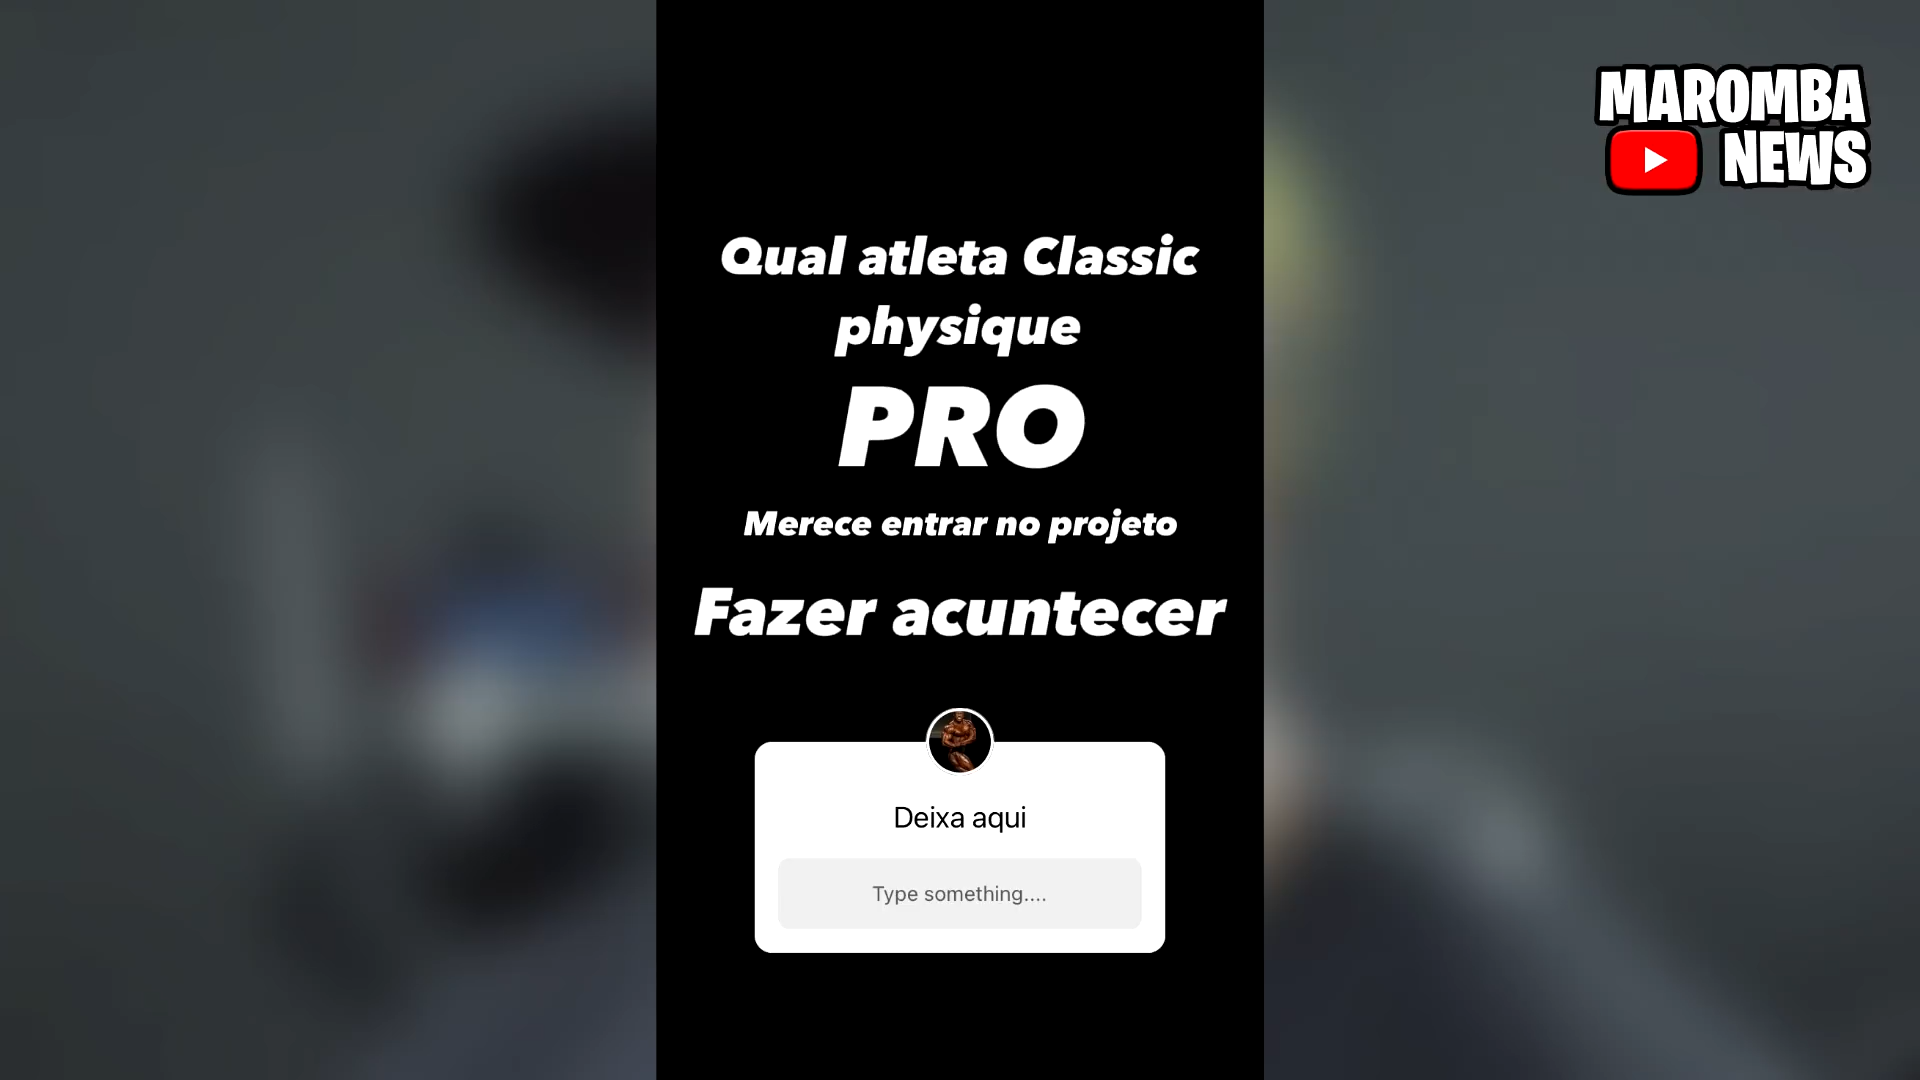 MAROMBA
NEWS
Qual atleta Classic
physique
PRO
Merece entrar no projeto
Fazer acuntecer
Deixa aqui
Type something....